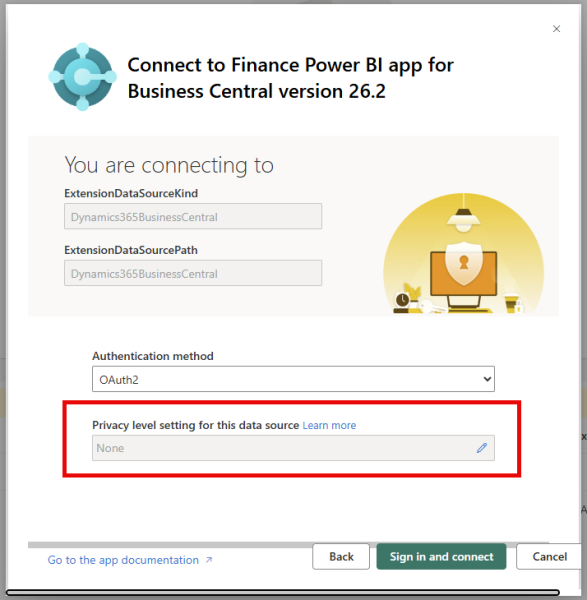 Connect to Finance Power BI app for
Business Central version 26.2
You are connecting to
ExtensionDataSourceKind
Dynamics365BusinessCentral
ExtensionDataSourcePath
Dynamics365BusinessCentral
Authentication method
OAuth2
Privacy level setting for this data source Learn more
None
Go to the app documentation
Back
Sign in and connect
Cancel